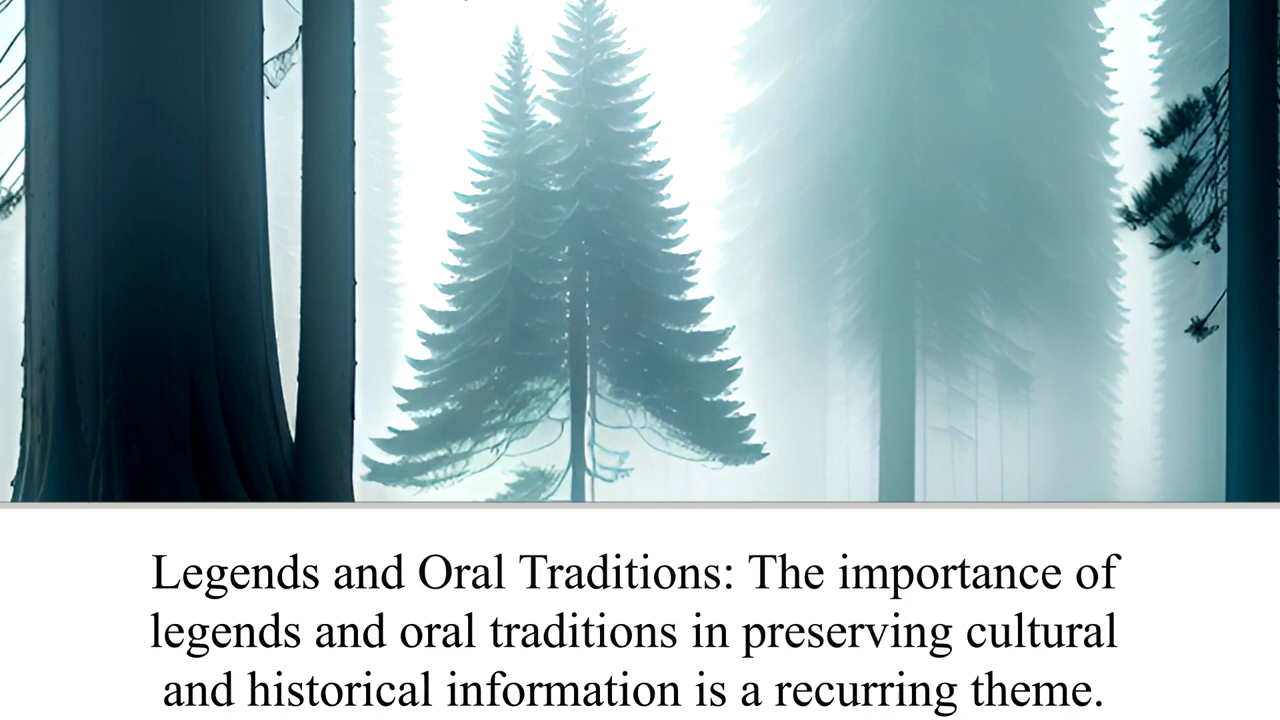 Legends and Oral Traditions: The importance of
legends and oral traditions in preserving cultural
and historical information is a recurring theme.